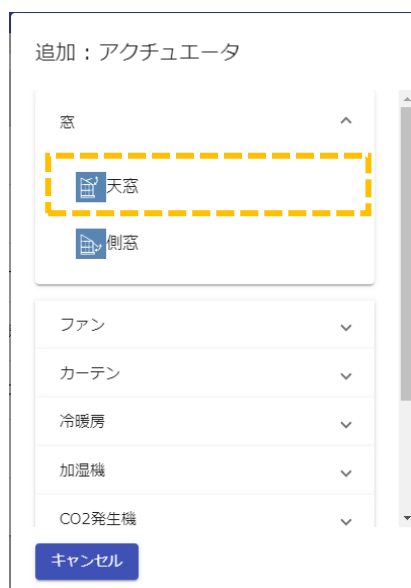 追加：アクチュエータ
窓
天窓
側窓
ファン
カーテン
冷暖房
加湿機
CO2発生機
キャンセル